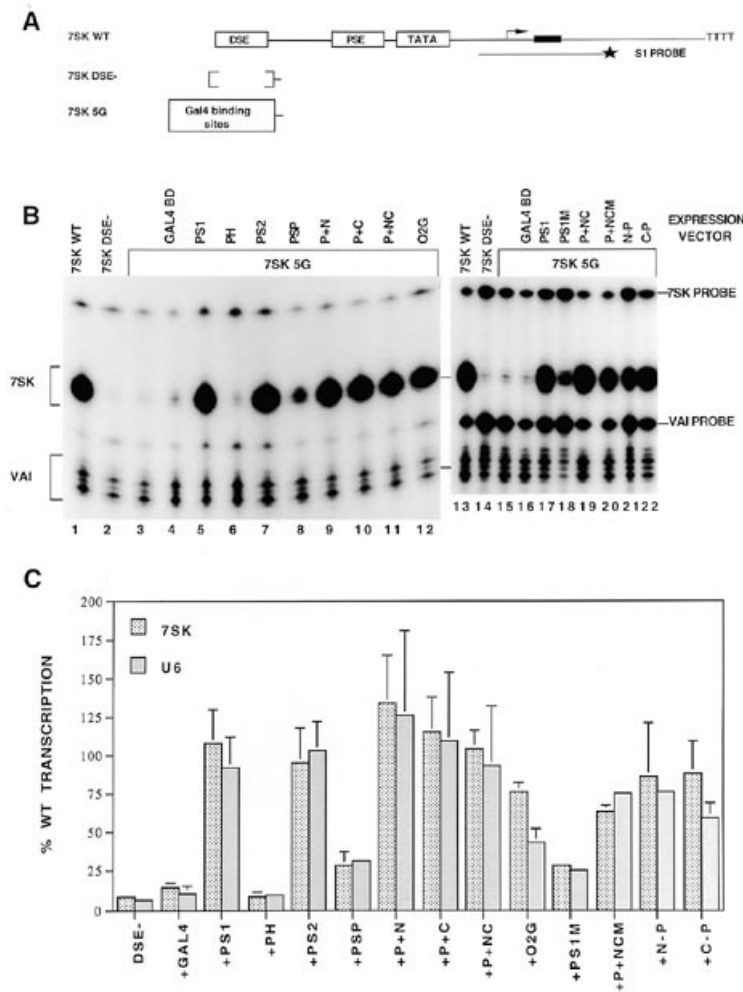 A
7SK WT
DSE
PSE
TATA
TTTT
S1 PROBE
7SK DSE-
7SK 5G
Gal4 binding
sites
B
7SK WT
7SK DSE-
GAL4 BD
PS1
PH
PS2
PSP
P+N
P+C
P+NC
O2G
7SK 5G
7SK WT
7SK DSE-
GAL4 BD
PS1
PS1M
P+NC
P+NCM
N-P
C-P
7SK 5G
EXPRESSION
VECTOR
7SK PROBE
7SK
VAI PROBE
VAI
1 2 3 4 5 6 7 8 9 10 11 12
13 14 15 16 17 18 19 20 21 22
C
200
175
150
125
100
75
50
25
0
% WT TRANSCRIPTION
7SK
U6
DSE-
+GAL4
+PS1
+PH
+PS2
+PSP
+P+N
+P+C
+P+NC
+O2G
+PS1M
+P+NCM
+N-P
+C-P